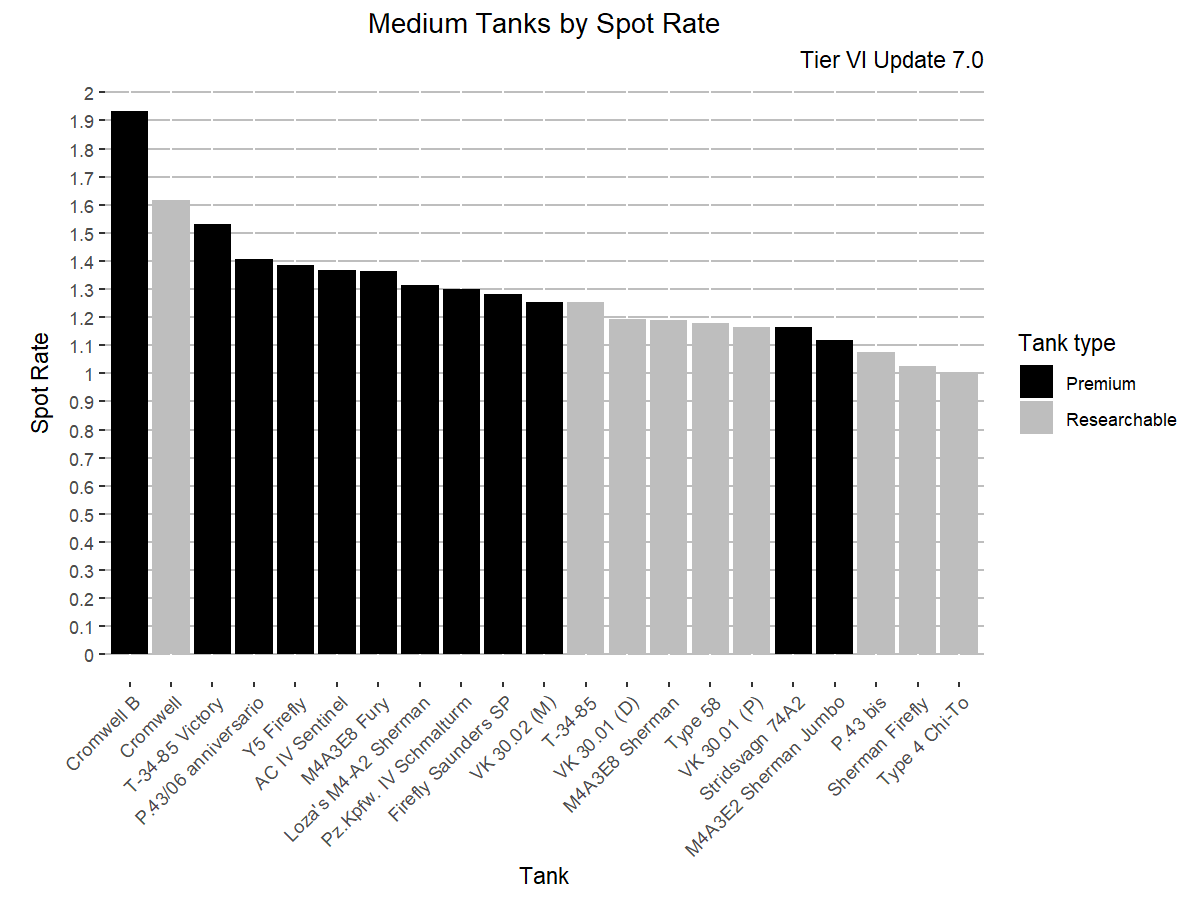 Medium Tanks by Spot Rate
Tier VI Update 7.0
Spot Rate
2
1.9
1.8
1.7
1.6
1.5
1.4
1.3
1.2
1.1
1
0.9
0.8
0.7
0.6
0.5
0.4
0.3
0.2
0.1
0
Cromwell B
Cromwell
T-34-85 Victory
P.43/06 anniversario
Y5 Firefly
AC IV Sentinel
M4A3E8 Fury
Loza's M4-A2 Sherman
Pz.Kpfw. IV Schmalturm
Firefly Saunders SP
VK 30.02 (M)
T-34-85
VK 30.01 (D)
M4A3E8 Sherman
Type 58
VK 30.01 (P)
Stridsvagn 74A2
M4A3E2 Sherman Jumbo
P.43 bis
Sherman Firefly
Type 4 Chi-To
Tank
Tank type
Premium
Researchable